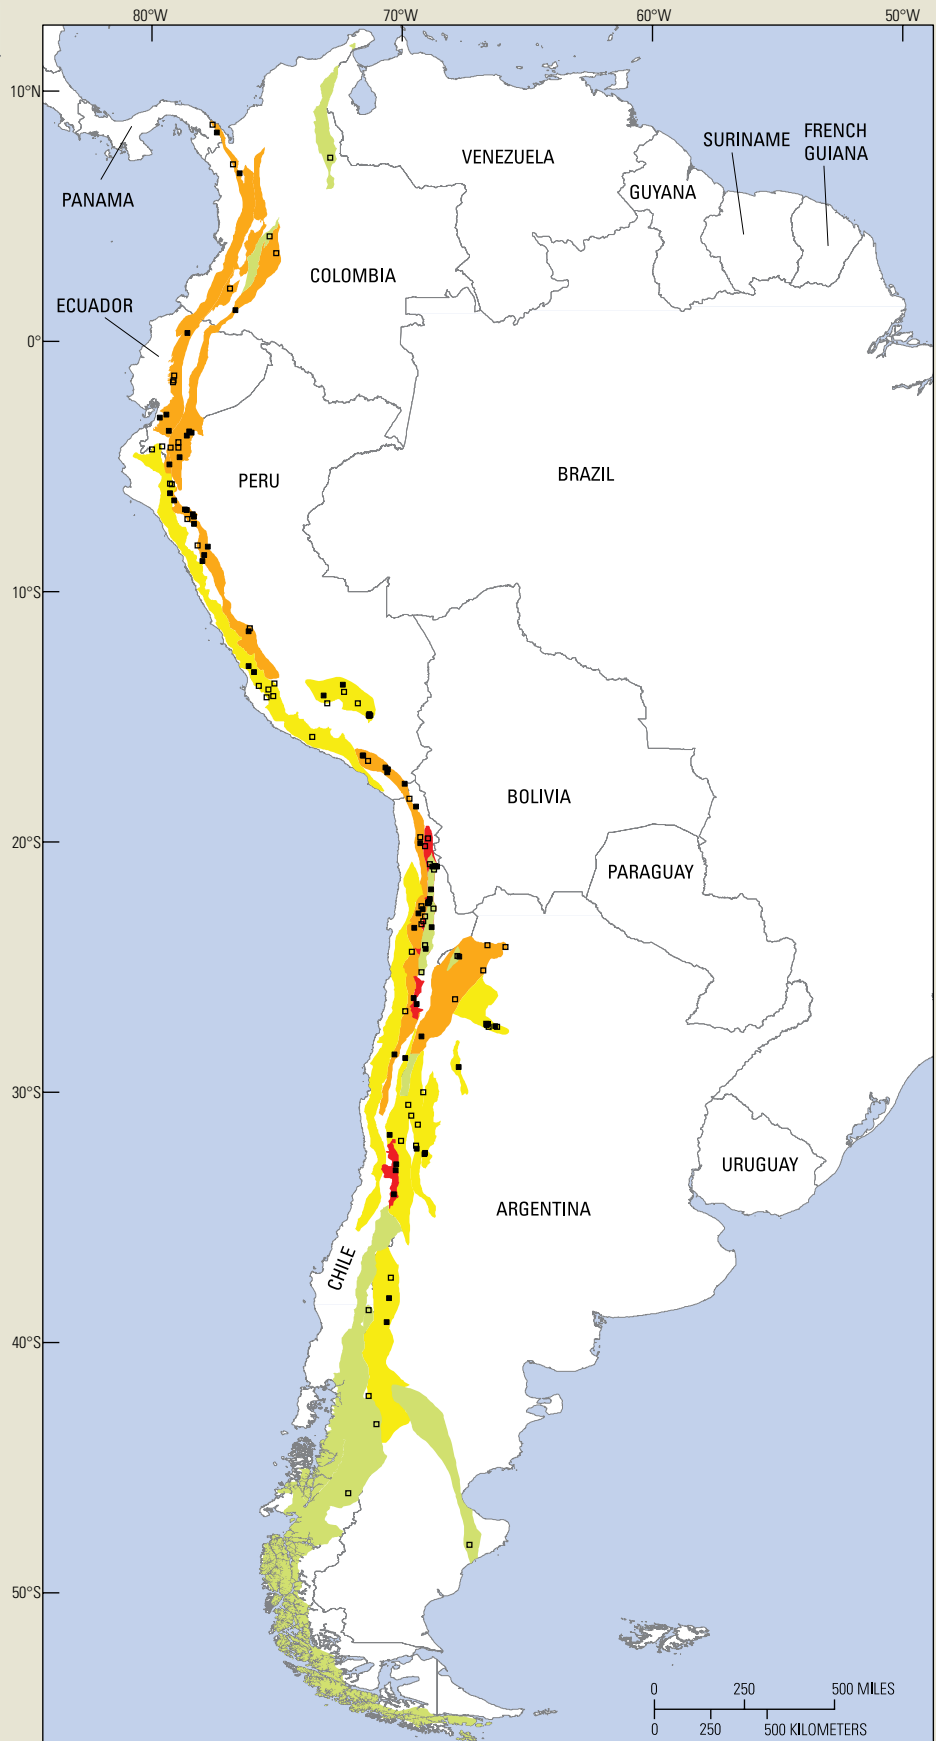 80°W 70°W 60°W 50°W
10°N
SURINAME
FRENCH
GUIANA
VENEZUELA
GUYANA
PANAMA
COLOMBIA
ECUADOR
0°
PERU
BRAZIL
10°S
BOLIVIA
20°S
PARAGUAY
30°S
URUGUAY
ARGENTINA
CHILE
40°S
50°S
0 250 500 MILES
0 250 500 KILOMETERS